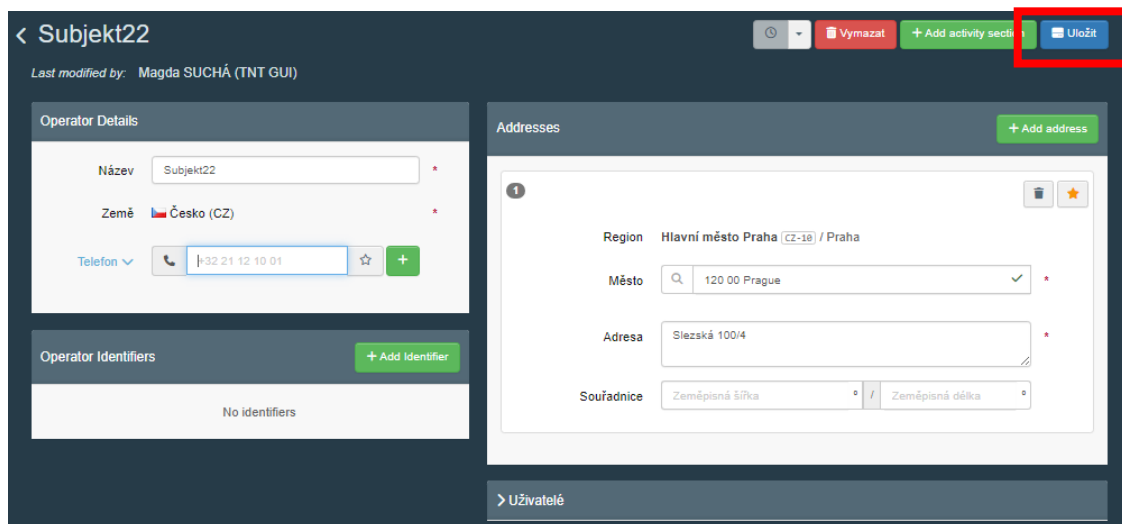 Subjekt22
Vymazat
+ Add activity section
Uložit
Last modified by: Magda SUCHÁ (TNT GUI)
Operator Details
Název
Subjekt22
*
Země
Česko (CZ)
*
Telefon
+32 21 12 10 01
+
Operator Identifiers
+ Add Identifier
No identifiers
Addresses
+ Add address
1
Region
Hlavní město Praha CZ-10 / Praha
Město
120 00 Prague
*
Adresa
Slezská 100/4
*
Souřadnice
Zeměpisná šířka
°
/
Zeměpisná délka
°
Uživatelé